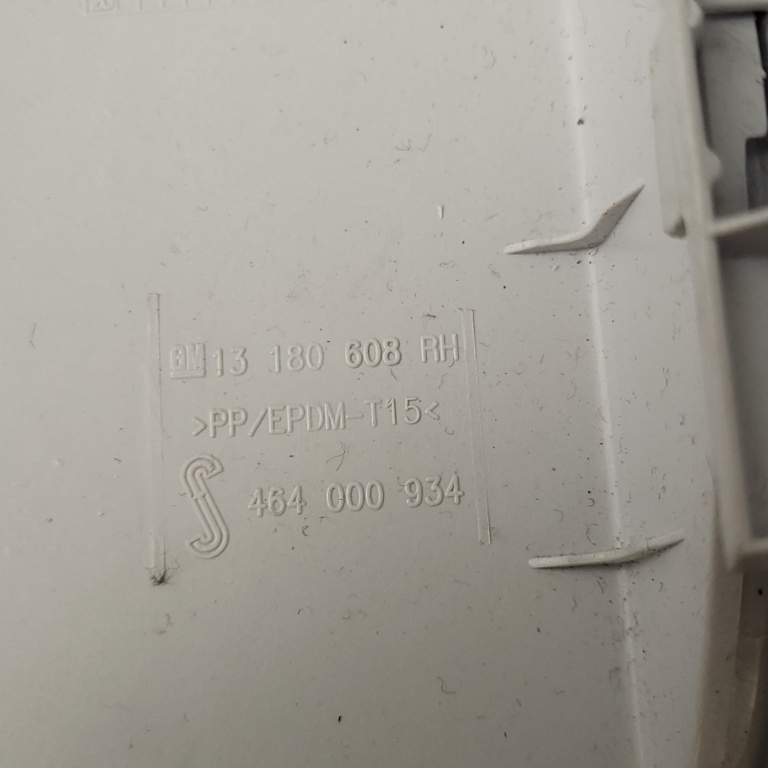 GM 13 180 608 RH
>PP/EPDM-T15<
S 464 000 934